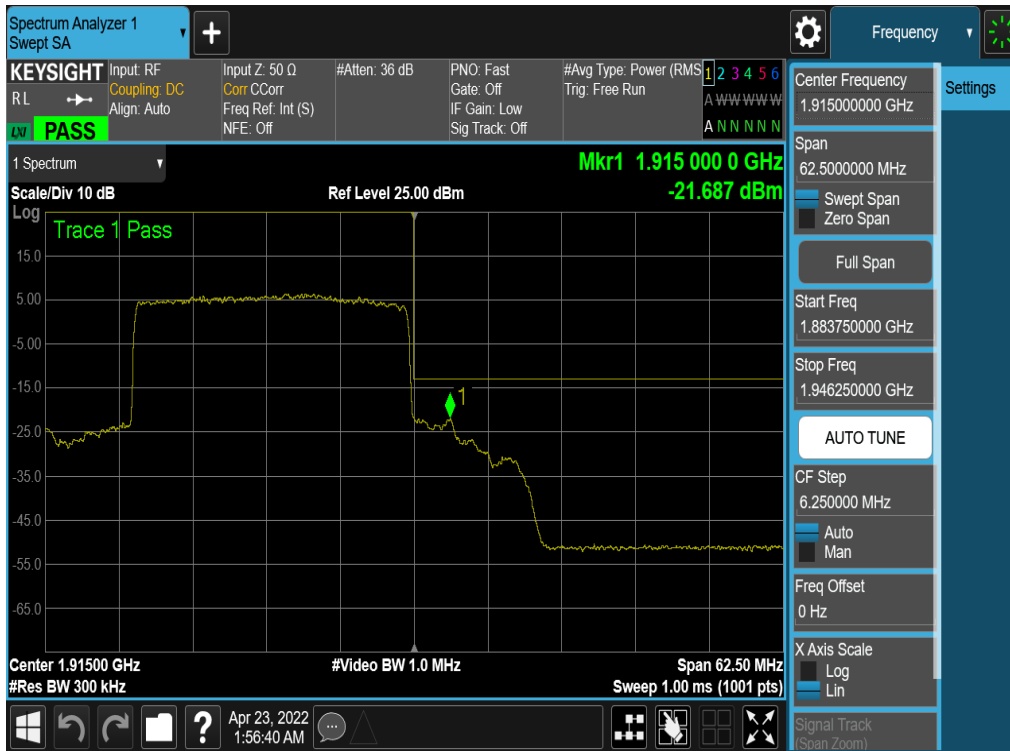 Spectrum Analyzer 1
Swept SA
+
Frequency
KEYSIGHT
R L
LXI
PASS
Input: RF
Coupling: DC
Align: Auto
Input Z: 50 Ω
Corr CCorr
Freq Ref: Int (S)
NFE: Off
#Atten: 36 dB
PNO: Fast
Gate: Off
IF Gain: Low
Sig Track: Off
#Avg Type: Power (RMS
Trig: Free Run
1 2 3 4 5 6
A W W W W W
A N N N N N
1 Spectrum
Scale/Div 10 dB
Log
Ref Level 25.00 dBm
Mkr1 1.915 000 0 GHz
-21.687 dBm
Trace 1 Pass
15.0
5.00
-5.00
-15.0
-25.0
-35.0
-45.0
-55.0
-65.0
1
Center 1.91500 GHz
#Video BW 1.0 MHz
Span 62.50 MHz
#Res BW 300 kHz
Sweep 1.00 ms (1001 pts)
?
Apr 23, 2022
1:56:40 AM
Center Frequency
1.915000000 GHz
Settings
Span
62.5000000 MHz
Swept Span
Zero Span
Full Span
Start Freq
1.883750000 GHz
Stop Freq
1.946250000 GHz
AUTO TUNE
CF Step
6.250000 MHz
Auto
Man
Freq Offset
0 Hz
X Axis Scale
Log
Lin
Signal Track
(Span Zoom)